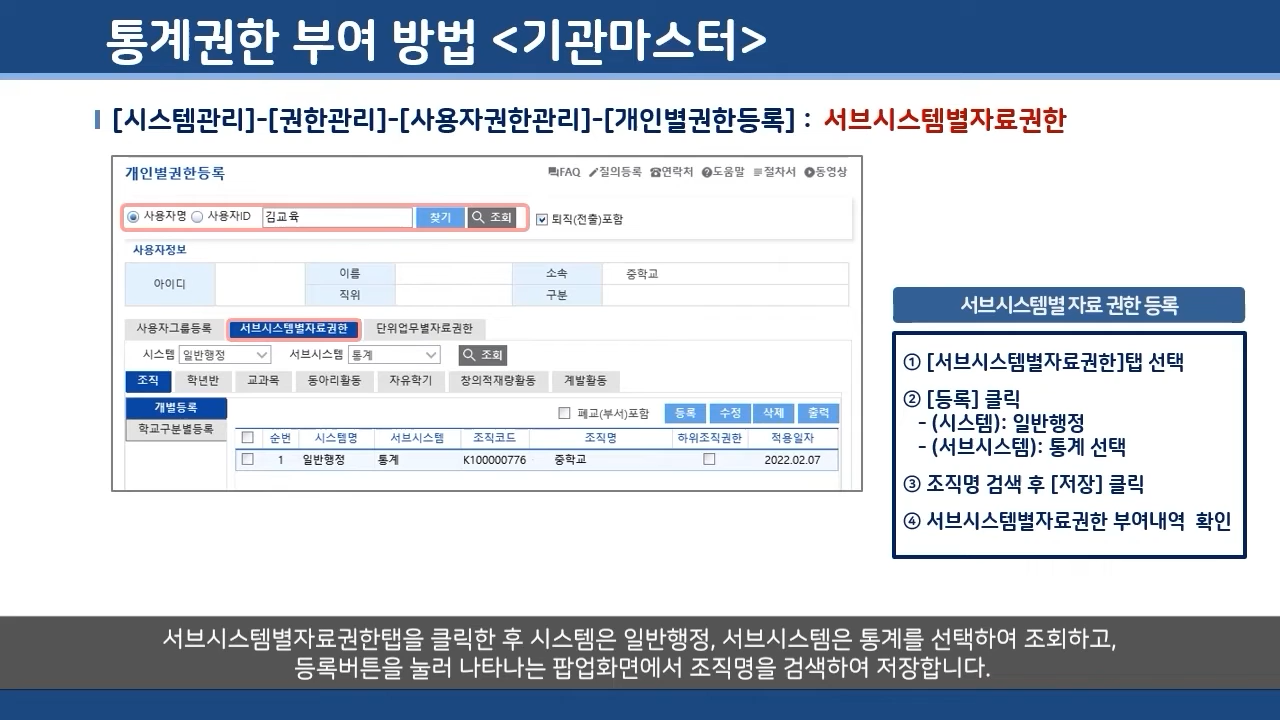 통계권한 부여 방법 <기관마스터>
[시스템관리]-[권한관리]-[사용자권한관리]-[개인별권한등록] : 서브시스템별자료권한
개인별권한등록
FAQ 질의등록 연락처 도움말 절차서 동영상
사용자명 사용자ID 김교육 찾기 조회 퇴직(전출)포함
사용자정보
아이디 이름 소속 중학교
직위 구분
사용자그룹등록 서브시스템별자료권한 단위업무별자료권한
시스템 일반행정 서브시스템 통계 조회
조직 학년반 교과목 동아리활동 자유학기 창의적재량활동 계발활동
개별등록 폐교(부서)포함 등록 수정 삭제 출력
학교구분별등록
순번 시스템명 서브시스템 조직코드 조직명 하위조직권한 적용일자
1 일반행정 통계 K100000776 중학교 2022.02.07
서브시스템별 자료 권한 등록
① [서브시스템별자료권한]탭 선택
② [등록] 클릭
- (시스템): 일반행정
- (서브시스템): 통계 선택
③ 조직명 검색 후 [저장] 클릭
④ 서브시스템별자료권한 부여내역 확인
서브시스템별자료권한탭을 클릭한 후 시스템은 일반행정, 서브시스템은 통계를 선택하여 조회하고,
등록버튼을 눌러 나타나는 팝업화면에서 조직명을 검색하여 저장합니다.